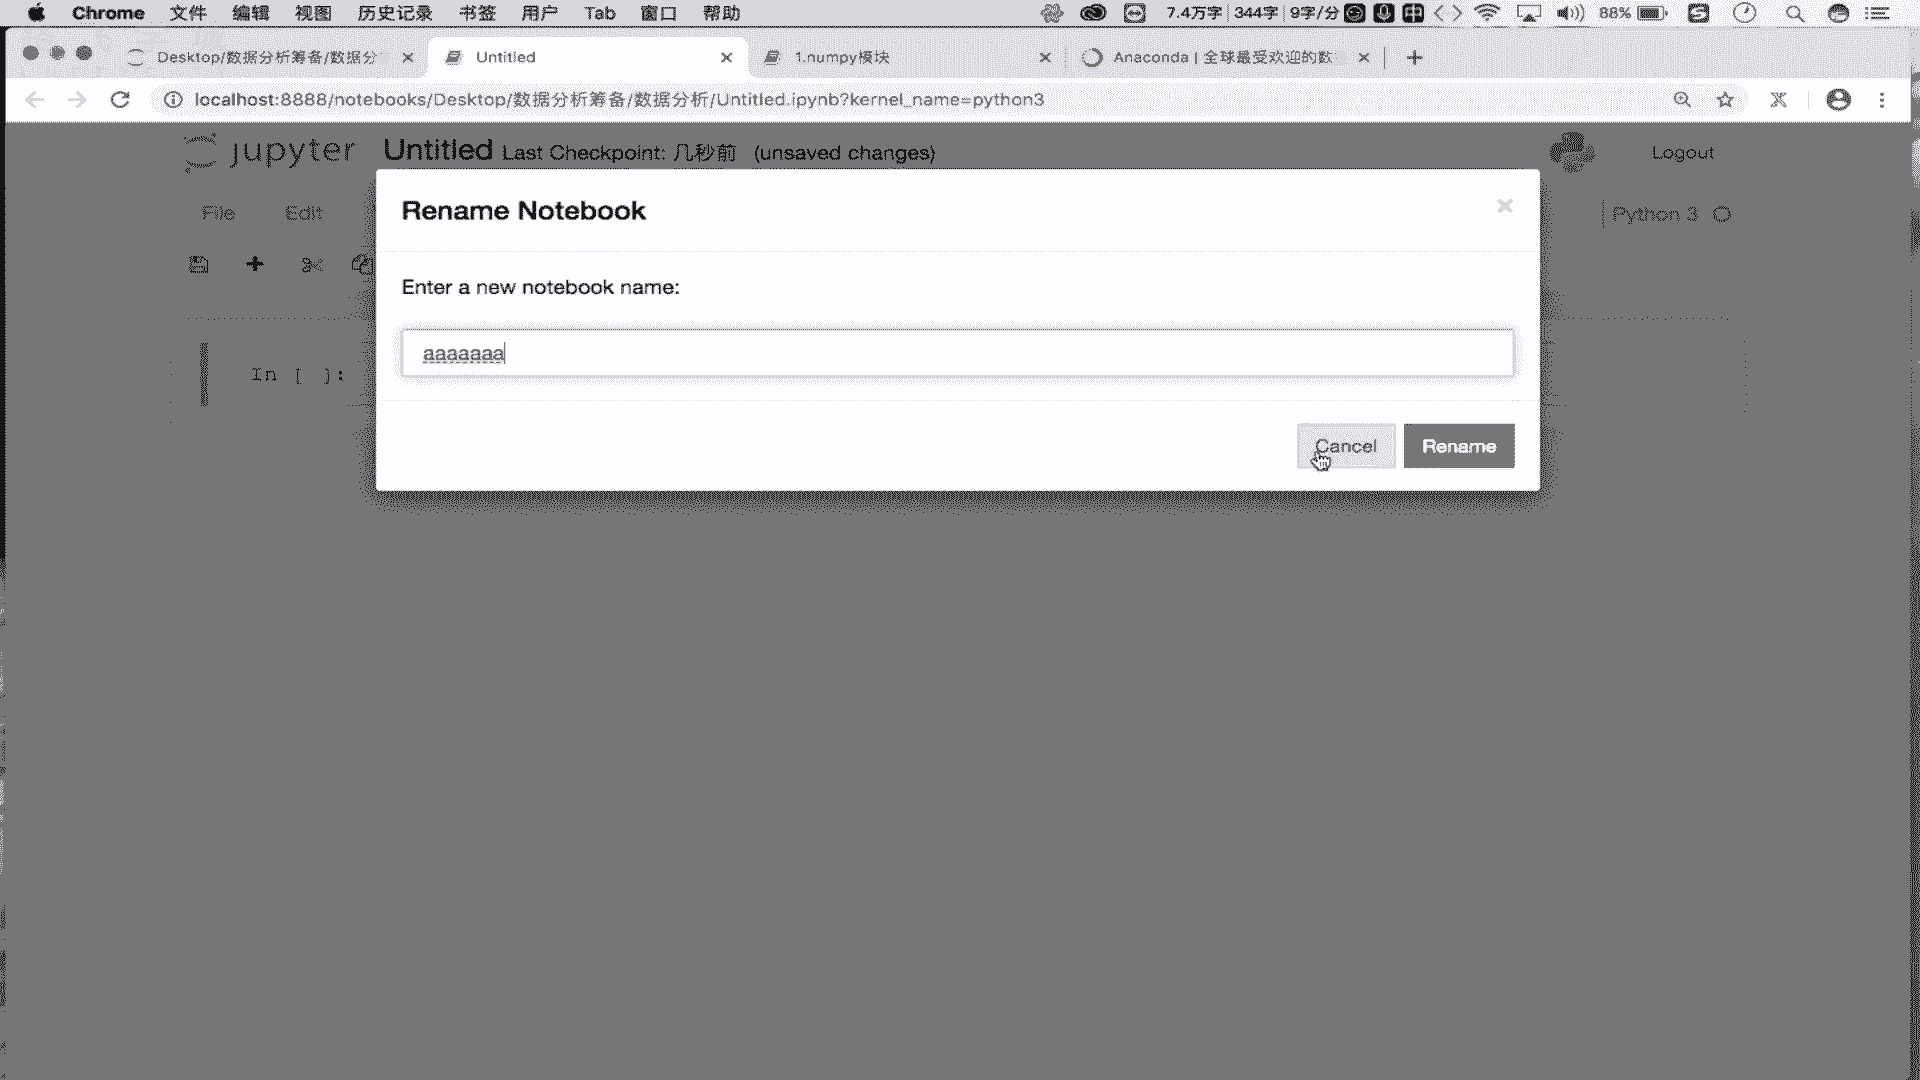 Chrome 文件 编辑 视图 历史记录 书签 用户 Tab 窗口 帮助 7.4万字 344字 9字/分 中 88%
Desktop/数据分析筹备/数据分 Untitled 1.numpy模块 Anaconda | 全球最受欢迎的数
localhost:8888/notebooks/Desktop/数据分析筹备/数据分析/Untitled.ipynb?kernel_name=python3
jupyter Untitled Last Checkpoint: 几秒前 (unsaved changes) Logout
Rename Notebook
File Edit Python 3
Enter a new notebook name:
aaaaaaa
In [ ]:
Cancel Rename